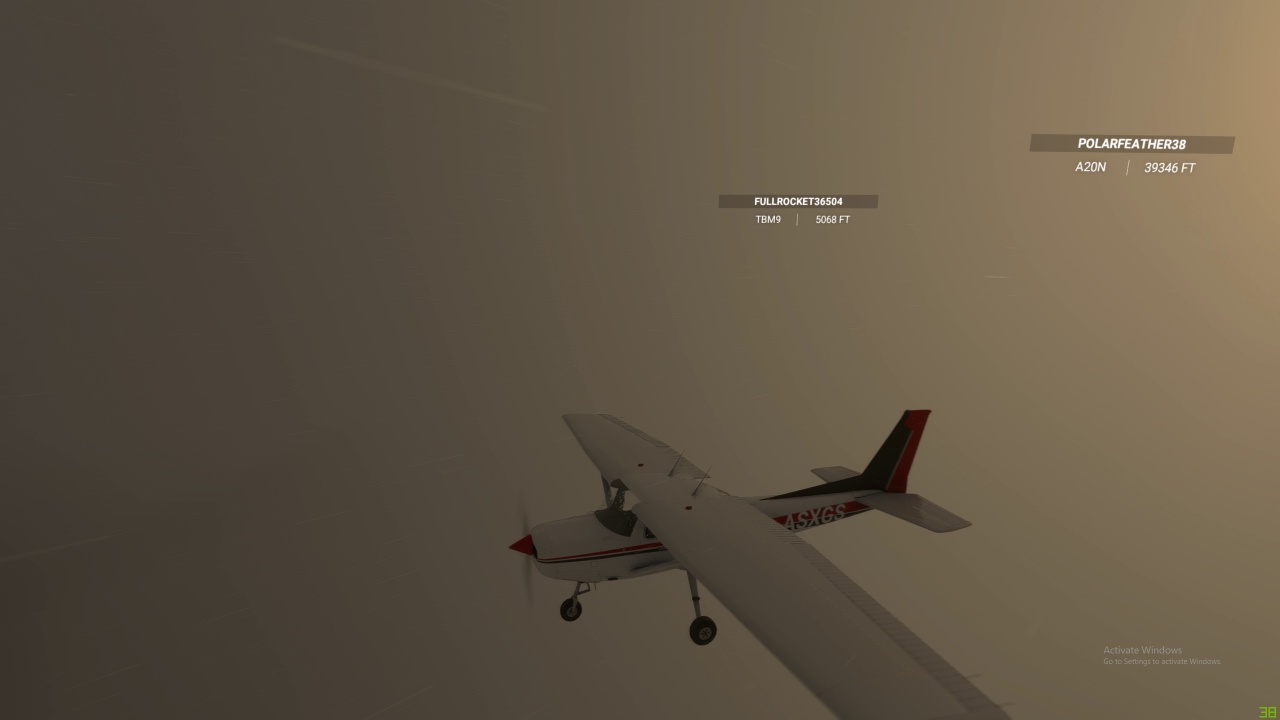 POLARFEATHER38
A20N | 39346 FT
FULLROCKET36504
TBM9 | 5068 FT
ASXGS
Activate Windows
Go to Settings to activate Windows.
38